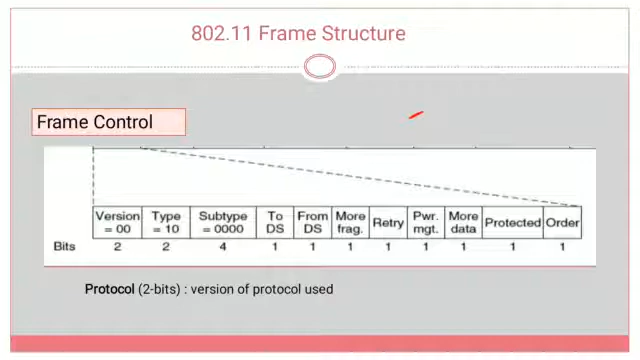 802.11 Frame Structure
Frame Control
Version = 00 Type = 10 Subtype = 0000 To DS From DS More frag. Retry Pwr. mgt. More data Protected Order
Bits 2 2 4 1 1 1 1 1 1 1 1
Protocol (2-bits) : version of protocol used